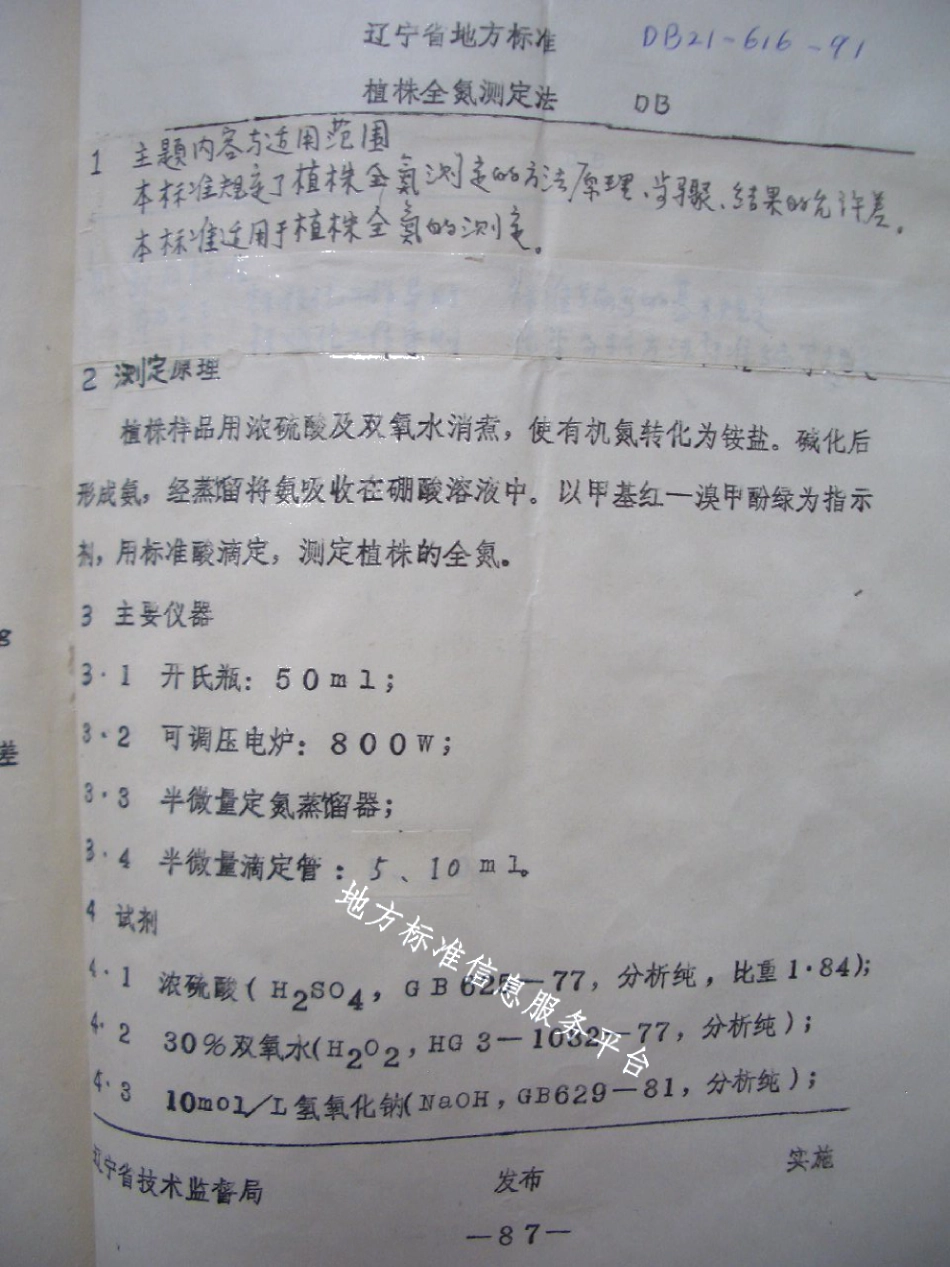 辽宁省地方标准 DB21-616-91
植株全氮测定法 DB
1 主题内容与适用范围
本标准规定了植株全氮测定的方法原理、步骤、结果的允许差。
本标准适用于植株全氮的测定。
2 测定原理
植株样品用浓硫酸及双氧水消煮，使有机氮转化为铵盐。碱化后
形成氨，经蒸馏将氨吸收在硼酸溶液中。以甲基红一溴甲酚绿为指示
剂，用标准酸滴定，测定植株的全氮。
3 主要仪器
3·1 开氏瓶：50ml；
3·2 可调压电炉：800W；
3·3 半微量定氮蒸馏器；
3·4 半微量滴定管：5、10ml。
4 试剂
4·1 浓硫酸（H2SO4，GB625—77，分析纯，比重1·84）；
4·2 30%双氧水（H2O2，HG 3—1082—77，分析纯）；
4·3 10mol/L氢氧化钠（NaOH，GB629—81，分析纯）；
辽宁省技术监督局 发布 实施
—87—
地方标准信息服务平台
差